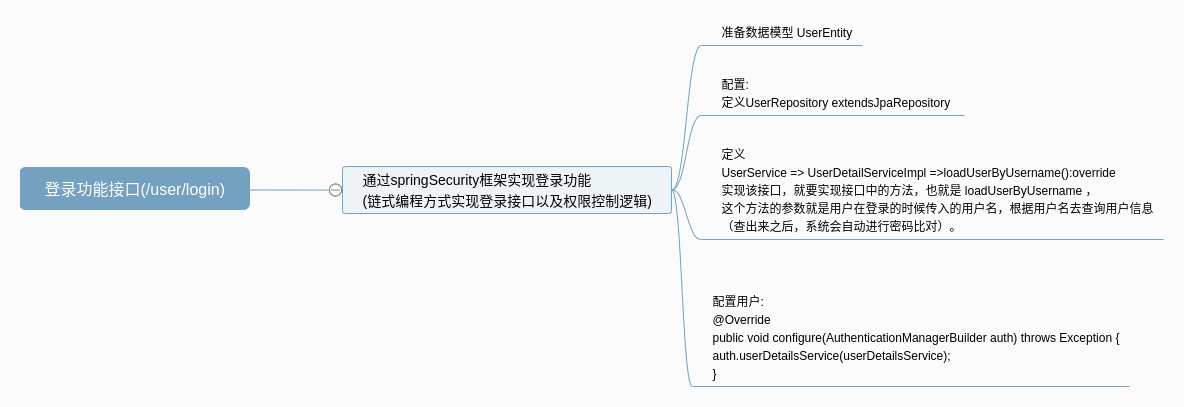 登录功能接口(/user/login)
通过springSecurity框架实现登录功能
(链式编程方式实现登录接口以及权限控制逻辑)
准备数据模型 UserEntity
配置:
定义UserRepository extendsJpaRepository
定义
UserService => UserDetailServiceImpl =>loadUserByUsername():override
实现该接口，就要实现接口中的方法，也就是 loadUserByUsername ，
这个方法的参数就是用户在登录的时候传入的用户名，根据用户名去查询用户信息
（查出来之后，系统会自动进行密码比对）。
配置用户:
@Override
public void configure(AuthenticationManagerBuilder auth) throws Exception {
auth.userDetailsService(userDetailsService);
}